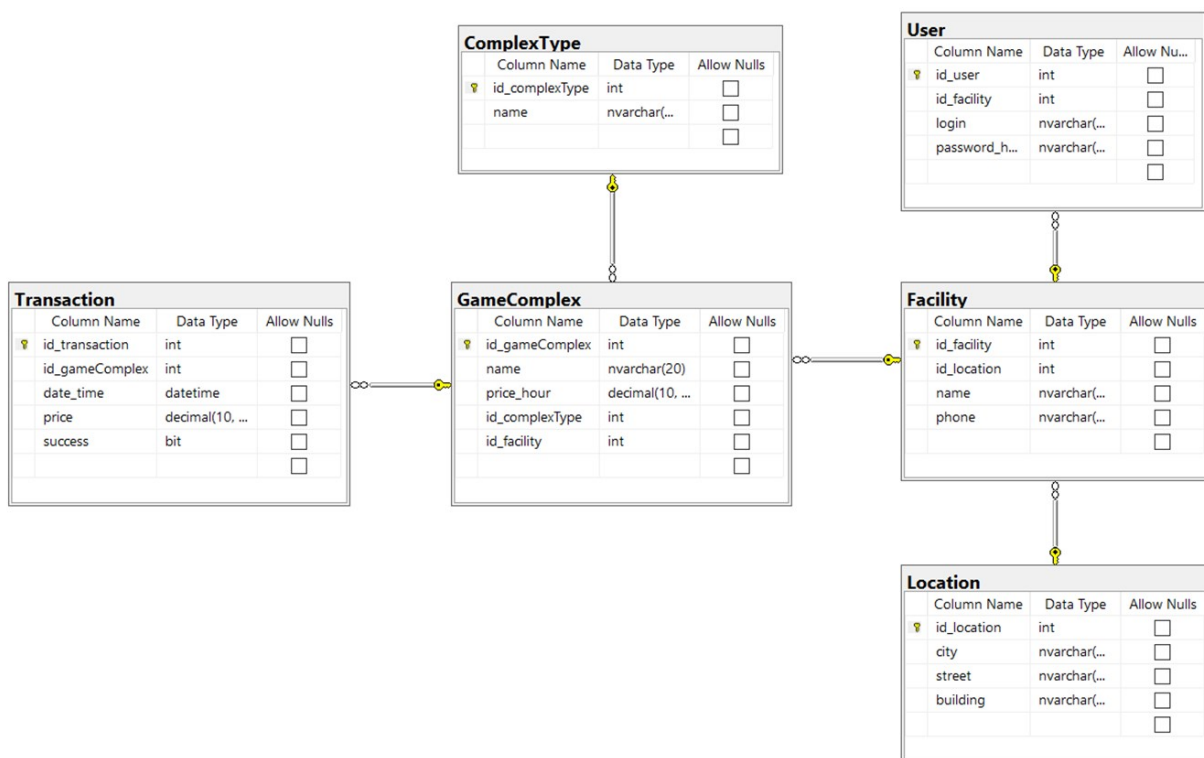 ComplexType
Column Name Data Type Allow Nulls
id_complexType int
name nvarchar(...
User
Column Name Data Type Allow Nu...
id_user int
id_facility int
login nvarchar(...
password_h... nvarchar(...
Transaction
Column Name Data Type Allow Nulls
id_transaction int
id_gameComplex int
date_time datetime
price decimal(10, ...
success bit
GameComplex
Column Name Data Type Allow Nulls
id_gameComplex int
name nvarchar(20)
price_hour decimal(10, ...
id_complexType int
id_facility int
Facility
Column Name Data Type Allow Nulls
id_facility int
id_location int
name nvarchar(...
phone nvarchar(...
Location
Column Name Data Type Allow Nulls
id_location int
city nvarchar(...
street nvarchar(...
building nvarchar(...